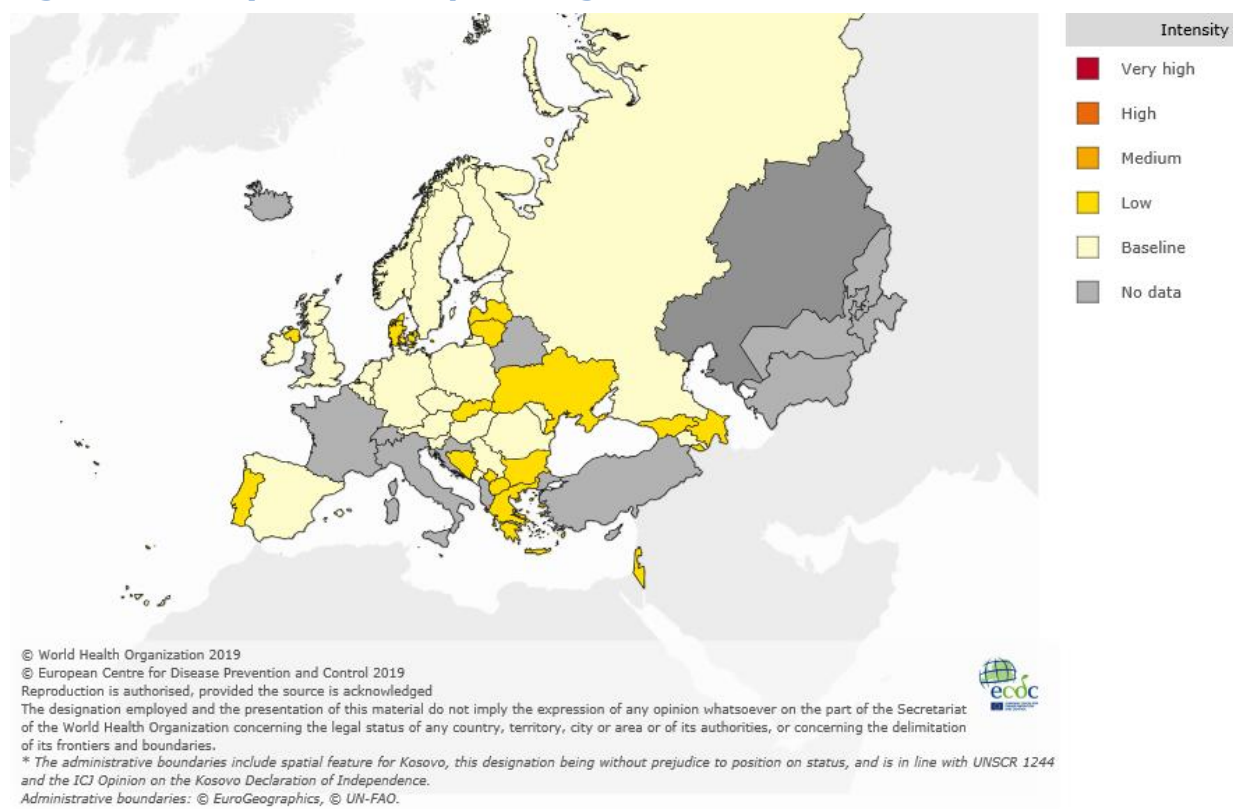 Intensity
Very high
High
Medium
Low
Baseline
No data
© World Health Organization 2019
© European Centre for Disease Prevention and Control 2019
Reproduction is authorised, provided the source is acknowledged
The designation employed and the presentation of this material do not imply the expression of any opinion whatsoever on the part of the Secretariat
of the World Health Organization concerning the legal status of any country, territory, city or area or of its authorities, or concerning the delimitation
of its frontiers and boundaries.
* The administrative boundaries include spatial feature for Kosovo, this designation being without prejudice to position on status, and is in line with UNSCR 1244
and the ICJ Opinion on the Kosovo Declaration of Independence.
Administrative boundaries: © EuroGeographics, © UN-FAO.
ecdc